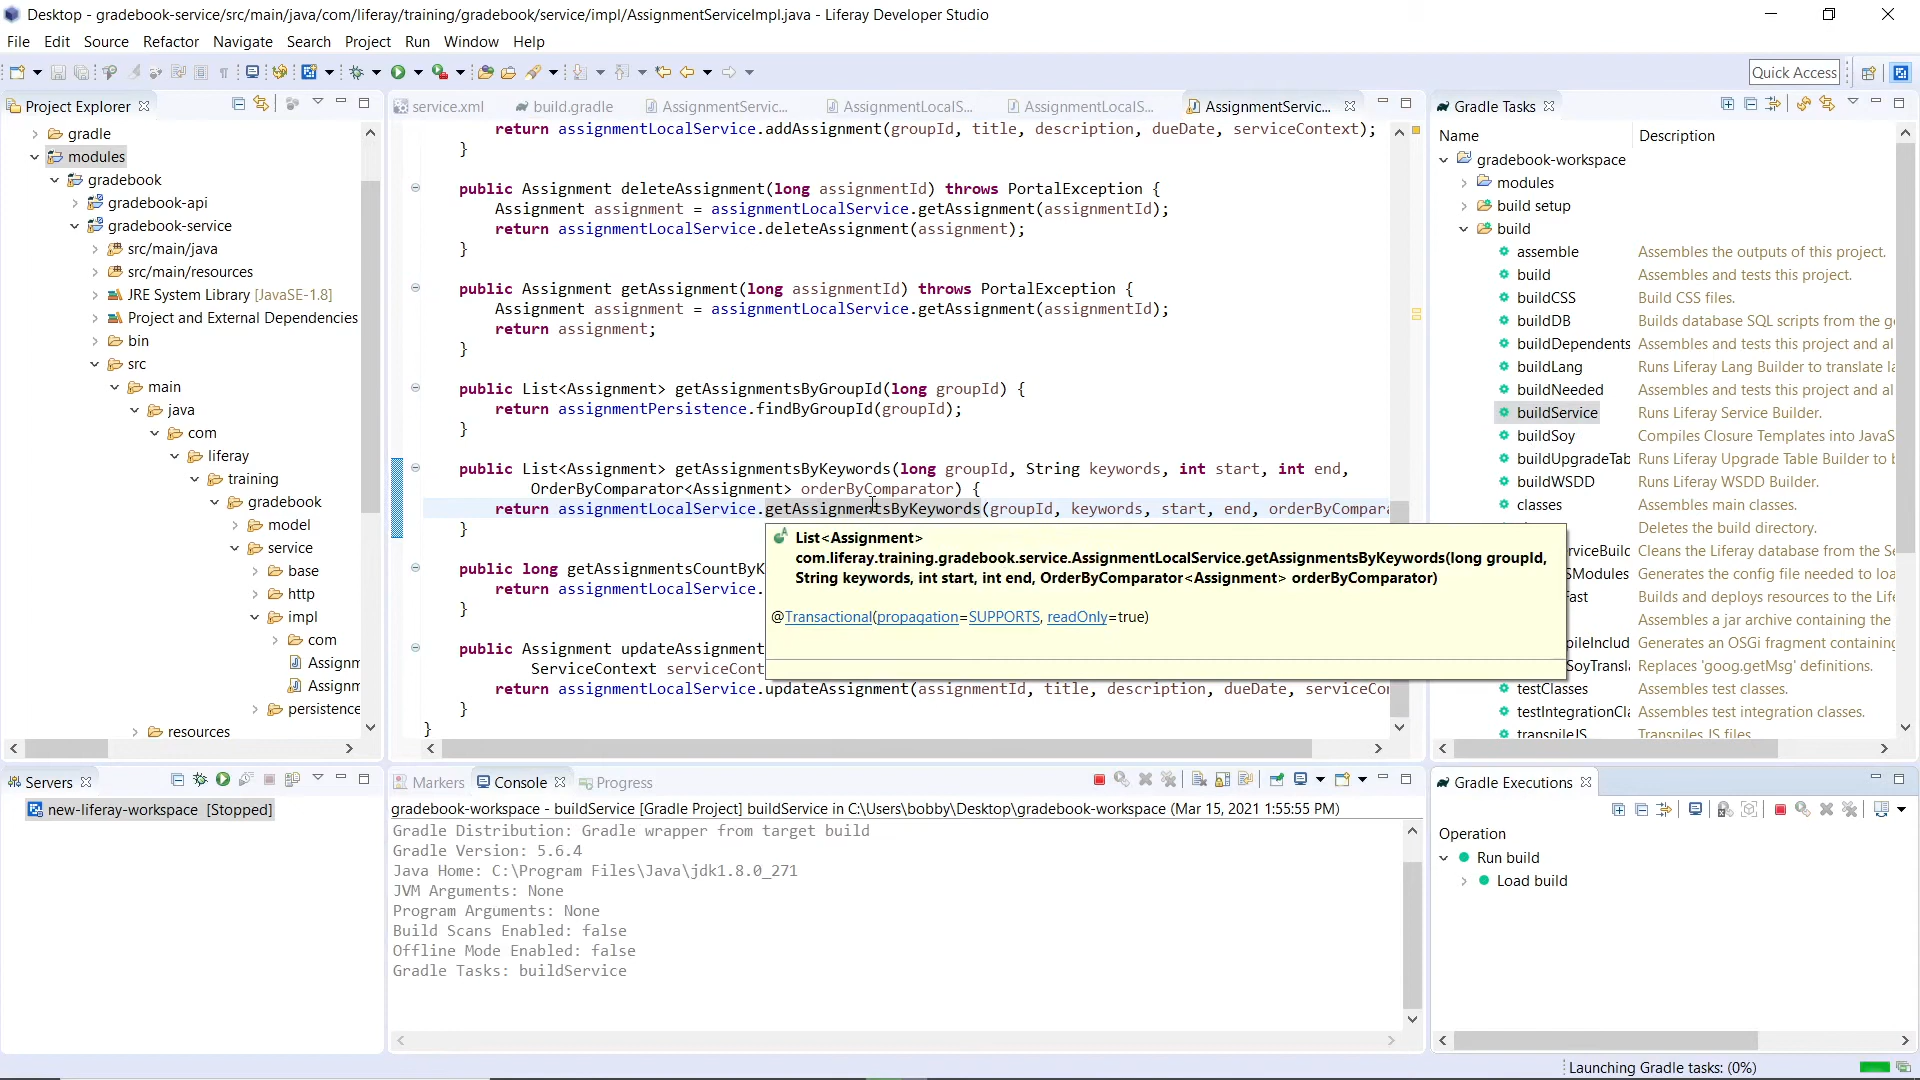 Desktop - gradebook-service/src/main/java/com/liferay/training/gradebook/service/impl/AssignmentServiceImpl.java - Liferay Developer Studio
File Edit Source Refactor Navigate Search Project Run Window Help
Quick Access
Project Explorer
gradle
modules
gradebook
gradebook-api
gradebook-service
src/main/java
src/main/resources
JRE System Library [JavaSE-1.8]
Project and External Dependencies
bin
src
main
java
com
liferay
training
gradebook
model
service
base
http
impl
com
Assignm
Assignm
persistence
resources
service.xml build.gradle AssignmentServic... AssignmentLocalS... AssignmentLocalS... AssignmentServic...
return assignmentLocalService.addAssignment(groupId, title, description, dueDate, serviceContext);
}
public Assignment deleteAssignment(long assignmentId) throws PortalException {
Assignment assignment = assignmentLocalService.getAssignment(assignmentId);
return assignmentLocalService.deleteAssignment(assignment);
}
public Assignment getAssignment(long assignmentId) throws PortalException {
Assignment assignment = assignmentLocalService.getAssignment(assignmentId);
return assignment;
}
public List<Assignment> getAssignmentsByGroupId(long groupId) {
return assignmentPersistence.findByGroupId(groupId);
}
public List<Assignment> getAssignmentsByKeywords(long groupId, String keywords, int start, int end,
OrderByComparator<Assignment> orderByComparator) {
return assignmentLocalService.getAssignmentsByKeywords(groupId, keywords, start, end, orderByCompara
}
public long getAssignmentsCountByK
return assignmentLocalService.
}
public Assignment updateAssignment
ServiceContext serviceCont
return assignmentLocalService.updateAssignment(assignmentId, title, description, dueDate, serviceCo
}
}
List<Assignment>
com.liferay.training.gradebook.service.AssignmentLocalService.getAssignmentsByKeywords(long groupId,
String keywords, int start, int end, OrderByComparator<Assignment> orderByComparator)
@Transactional(propagation=SUPPORTS, readOnly=true)
Gradle Tasks
Name Description
gradebook-workspace
modules
build setup
build
assemble Assembles the outputs of this project.
build Assembles and tests this project.
buildCSS Build CSS files.
buildDB Builds database SQL scripts from the g
buildDependents Assembles and tests this project and al
buildLang Runs Liferay Lang Builder to translate la
buildNeeded Assembles and tests this project and al
buildService Runs Liferay Service Builder.
buildSoy Compiles Closure Templates into JavaS
buildUpgradeTab Runs Liferay Upgrade Table Builder to
buildWSDD Runs Liferay WSDD Builder.
classes Assembles main classes.
Deletes the build directory.
rviceBuilc Cleans the Liferay database from the Se
SModules Generates the config file needed to loa
ast Builds and deploys resources to the Life
Assembles a jar archive containing the
pileInclud Generates an OSGi fragment containing
SoyTransl Replaces 'goog.getMsg' definitions.
testClasses Assembles test classes.
testIntegrationCla Assembles test integration classes.
transpileJS Transpiles JS files.
Servers
new-liferay-workspace [Stopped]
Markers Console Progress
gradebook-workspace - buildService [Gradle Project] buildService in C:\Users\bobby\Desktop\gradebook-workspace (Mar 15, 2021 1:55:55 PM)
Gradle Distribution: Gradle wrapper from target build
Gradle Version: 5.6.4
Java Home: C:\Program Files\Java\jdk1.8.0_271
JVM Arguments: None
Program Arguments: None
Build Scans Enabled: false
Offline Mode Enabled: false
Gradle Tasks: buildService
Gradle Executions
Operation
Run build
Load build
Launching Gradle tasks: (0%)